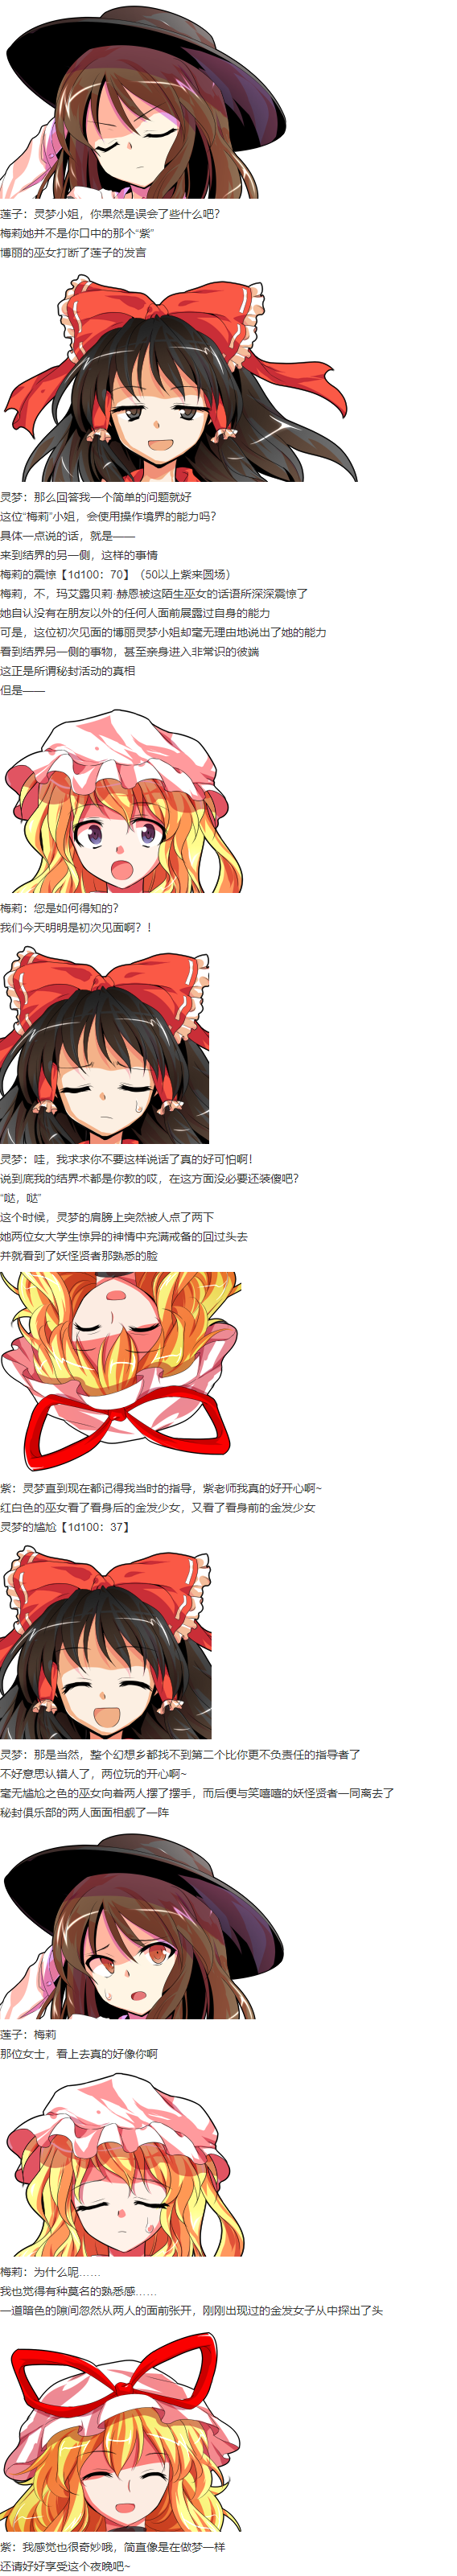 莲子：灵梦小姐，你果然是误会了些什么吧？
梅莉她并不是你口中的那个“紫”
博丽的巫女打断了莲子的发言
灵梦：那么回答我一个简单的问题就好
这位“梅莉”小姐，会使用操作境界的能力吗？
具体一点说的话，就是——
来到结界的另一侧，这样的事情
梅莉的震惊【1d100：70】（50以上紫来圆场）
梅莉，不，玛艾露贝莉·赫恩被这陌生巫女的话语所深深震惊了
她自认没有在朋友以外的任何人面前展露过自身的能力
可是，这位初次见面的博丽灵梦小姐却毫无理由地说出了她的能力
看到结界另一侧的事物，甚至亲身进入非常识的彼端
这正是所谓秘封活动的真相
但是——
梅莉：您是如何得知的？
我们今天明明是初次见面啊？！
灵梦：哇，我求求你不要这样说话了真的好可怕啊！
说到底我的结界术都是你教的哎，在这方面没必要还装傻吧？
“哒，哒”
这个时候，灵梦的肩膀上突然被人点了两下
她两位女大学生惊异的神情中充满戒备的回过头去
并就看到了妖怪贤者那熟悉的脸
紫：灵梦直到现在都记得我当时的指导，紫老师我真的好开心啊~
红白色的巫女看了看身后的金发少女，又看了看身前的金发少女
灵梦的尴尬【1d100：37】
灵梦：那是当然，整个幻想乡都找不到第二个比你更不负责任的指导者了
不好意思认错人了，两位玩的开心啊~
毫无尴尬之色的巫女向着两人摆了摆手，而后便与笑嘻嘻的妖怪贤者一同离去了
秘封俱乐部的两人面面相觑了一阵
莲子：梅莉
那位女士，看上去真的好像你啊
梅莉：为什么呢……
我也觉得有种莫名的熟悉感……
一道暗色的隙间忽然从两人的面前张开，刚刚出现过的金发女子从中探出了头
紫：我感觉也很奇妙哦，简直像是在做梦一样
还请好好享受这个夜晚吧~